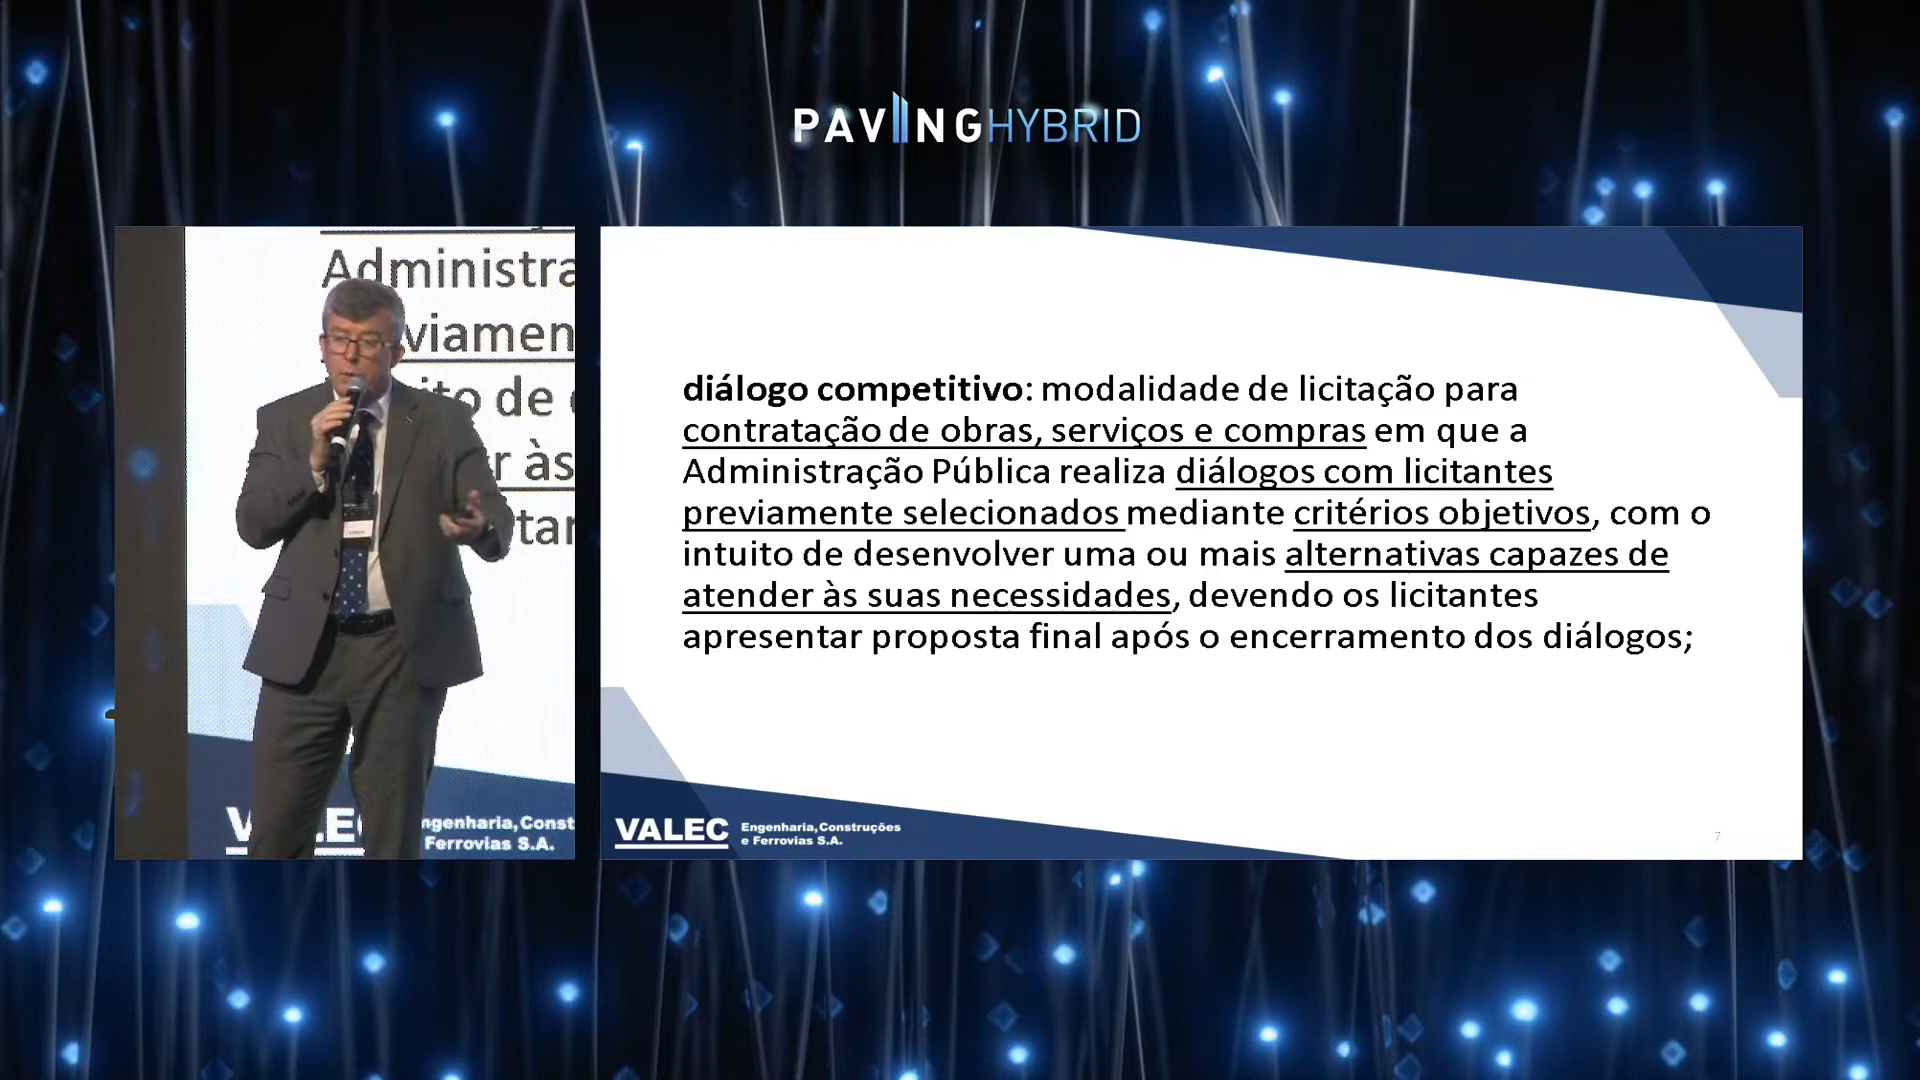 PAVINGHYBRID
Administra
viamen
ito de
r às
tar
VALEC
ngenharia, Const
Ferrovias S.A.
diálogo competitivo: modalidade de licitação para
contratação de obras, serviços e compras em que a
Administração Pública realiza diálogos com licitantes
previamente selecionados mediante critérios objetivos, com o
intuito de desenvolver uma ou mais alternativas capazes de
atender às suas necessidades, devendo os licitantes
apresentar proposta final após o encerramento dos diálogos;
VALEC
Engenharia, Construções
e Ferrovias S.A.
7